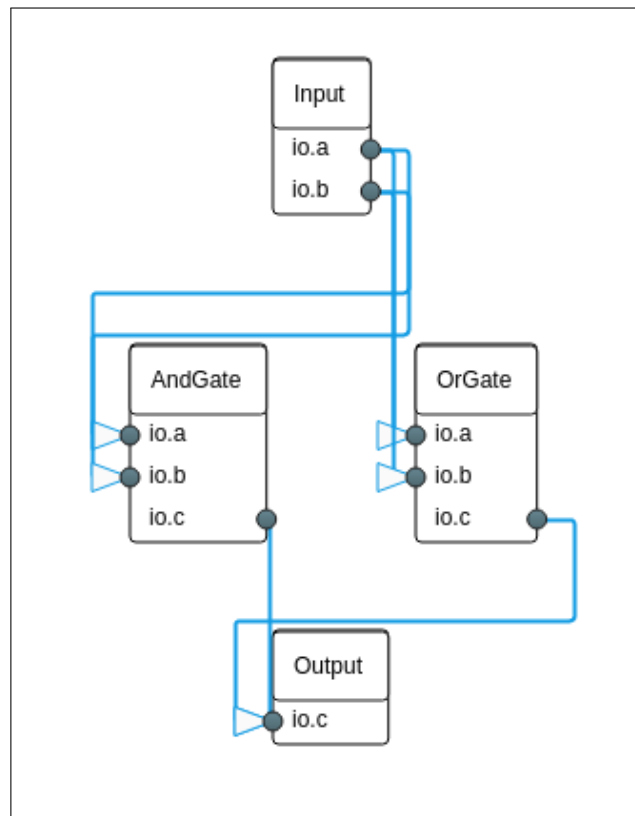 Input
io.a
io.b
AndGate
io.a
io.b
io.c
OrGate
io.a
io.b
io.c
Output
io.c